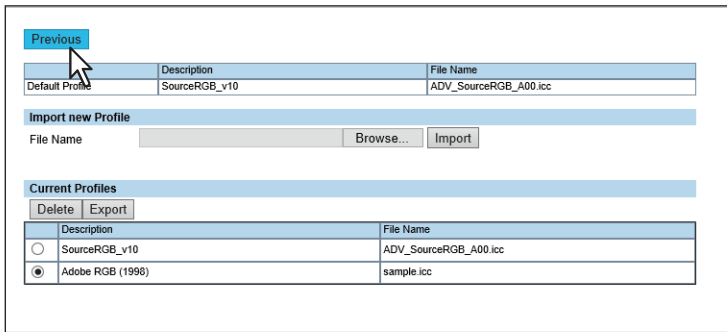 Previous
Description File Name
Default Profile SourceRGB_v10 ADV_SourceRGB_A00.icc
Import new Profile
File Name Browse... Import
Current Profiles
Delete Export
Description File Name
SourceRGB_v10 ADV_SourceRGB_A00.icc
Adobe RGB (1998) sample.icc